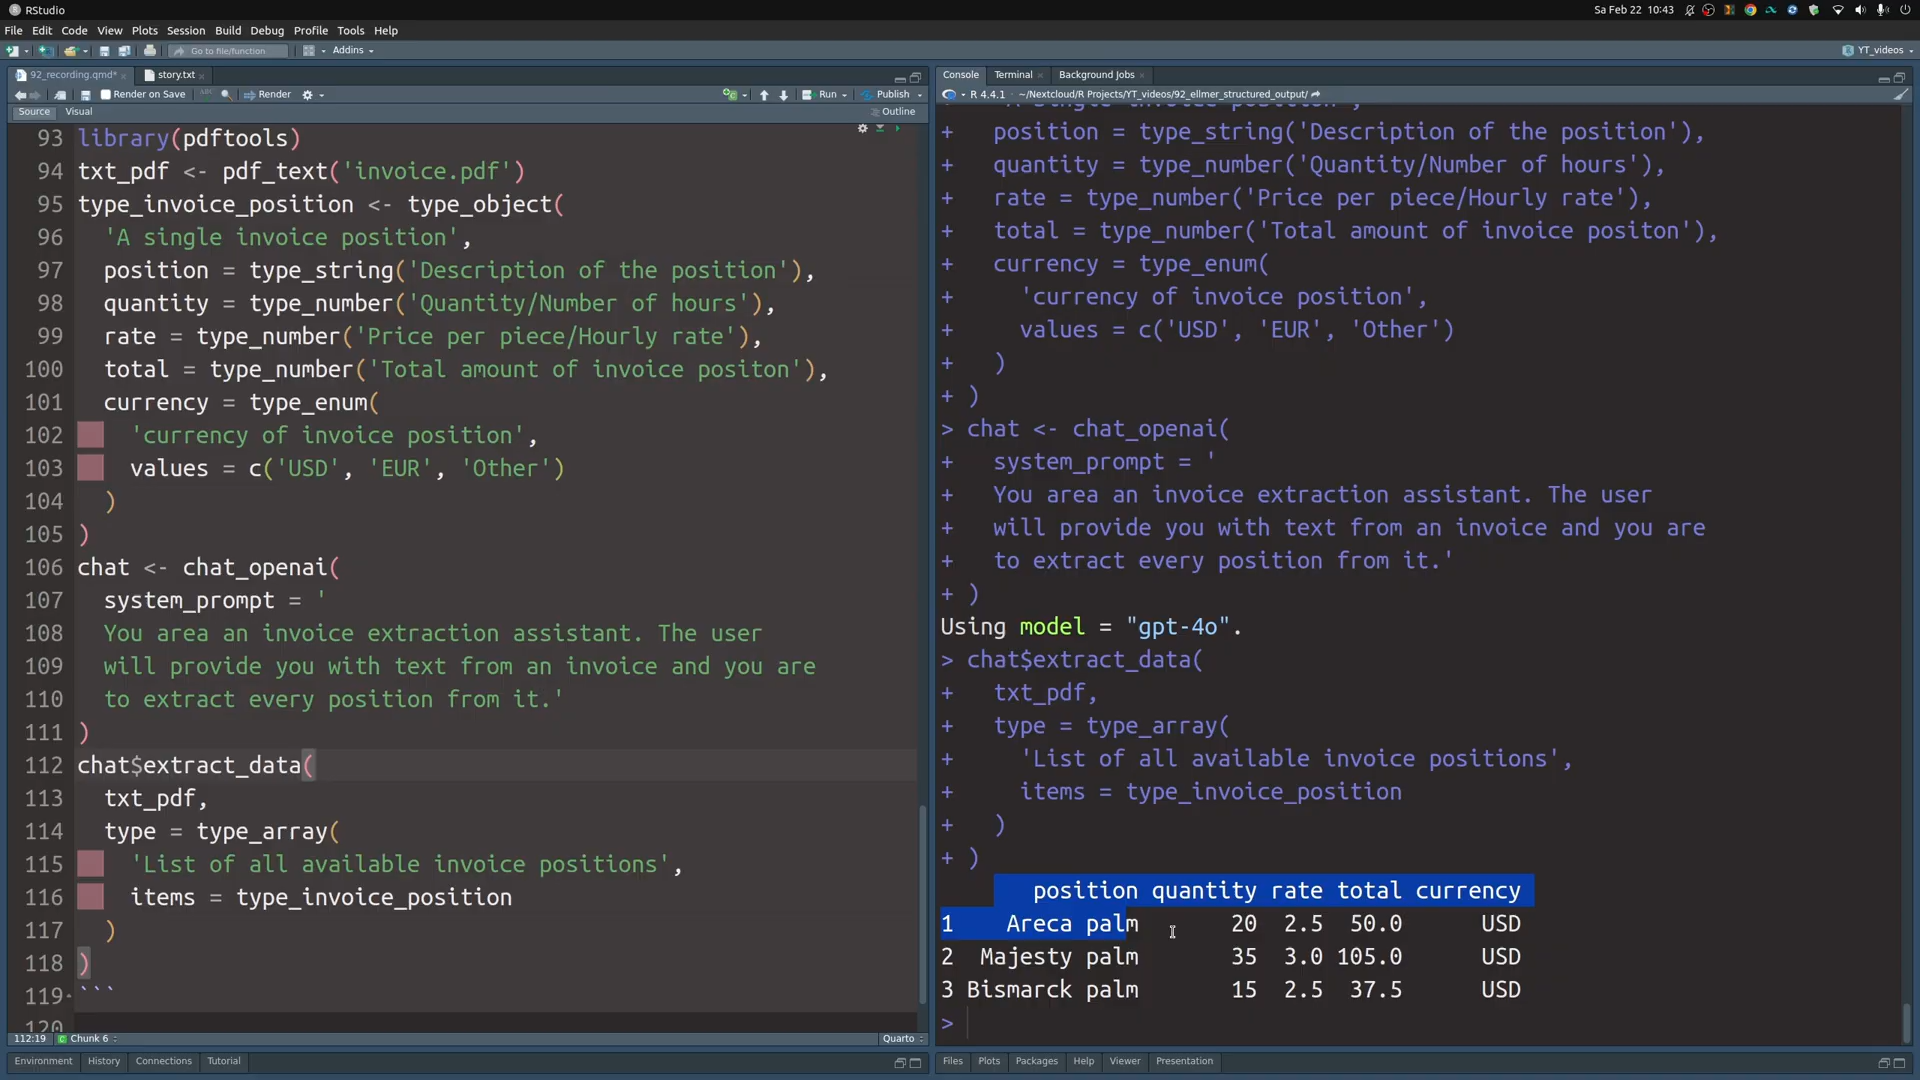 RStudio
Sa Feb 22 10:43
File Edit Code View Plots Session Build Debug Profile Tools Help
Go to file/function
Addins
YT_videos
92_recording.qmd*
story.txt
Render on Save
ABC
Render
Run
Publish
Source
Visual
Outline
93 library(pdftools)
94 txt_pdf <- pdf_text('invoice.pdf')
95 type_invoice_position <- type_object(
96 'A single invoice position',
97 position = type_string('Description of the position'),
98 quantity = type_number('Quantity/Number of hours'),
99 rate = type_number('Price per piece/Hourly rate'),
100 total = type_number('Total amount of invoice positon'),
101 currency = type_enum(
102 'currency of invoice position',
103 values = c('USD', 'EUR', 'Other')
104 )
105 )
106 chat <- chat_openai(
107 system_prompt = '
108 You area an invoice extraction assistant. The user
109 will provide you with text from an invoice and you are
110 to extract every position from it.'
111 )
112 chat$extract_data(
113 txt_pdf,
114 type = type_array(
115 'List of all available invoice positions',
116 items = type_invoice_position
117 )
118 )
119 ```
120
112:19 Chunk 6 Quarto
Environment History Connections Tutorial
Console Terminal Background Jobs
R 4.4.1 · ~/Nextcloud/R Projects/YT_videos/92_ellmer_structured_output/
+ 'A single invoice position',
+ position = type_string('Description of the position'),
+ quantity = type_number('Quantity/Number of hours'),
+ rate = type_number('Price per piece/Hourly rate'),
+ total = type_number('Total amount of invoice positon'),
+ currency = type_enum(
+ 'currency of invoice position',
+ values = c('USD', 'EUR', 'Other')
+ )
+ )
> chat <- chat_openai(
+ system_prompt = '
+ You area an invoice extraction assistant. The user
+ will provide you with text from an invoice and you are
+ to extract every position from it.'
+ )
Using model = "gpt-4o".
> chat$extract_data(
+ txt_pdf,
+ type = type_array(
+ 'List of all available invoice positions',
+ items = type_invoice_position
+ )
+ )
position quantity rate total currency
1 Areca palm 20 2.5 50.0 USD
2 Majesty palm 35 3.0 105.0 USD
3 Bismarck palm 15 2.5 37.5 USD
>
Files Plots Packages Help Viewer Presentation